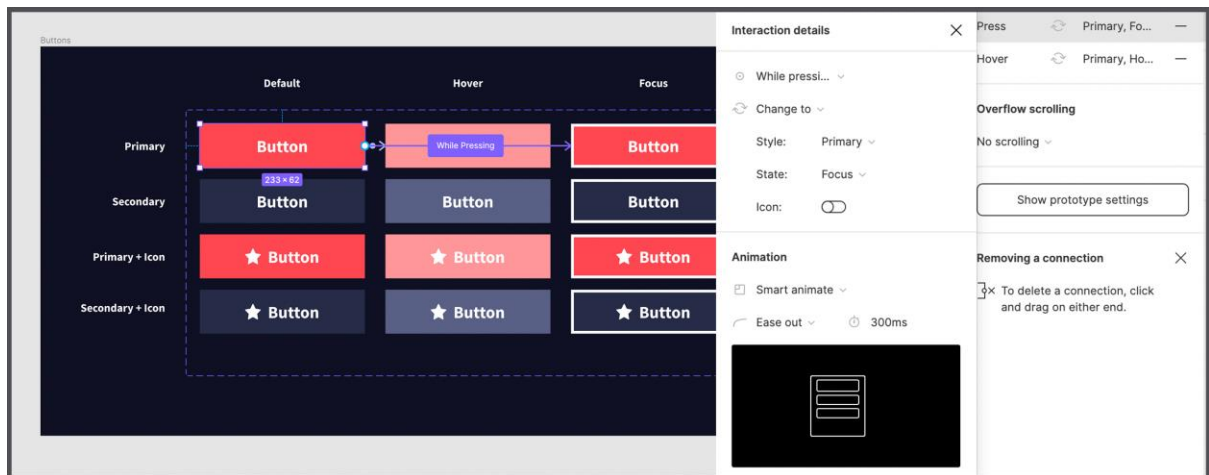 Buttons
Default Hover Focus
Primary Button While Pressing Button
233 × 62
Secondary Button Button Button
Primary + Icon Button Button Button
Secondary + Icon Button Button Button
Interaction details
While pressi...
Change to
Style: Primary
State: Focus
Icon:
Animation
Smart animate
Ease out 300ms
Press Primary, Fo...
Hover Primary, Ho...
Overflow scrolling
No scrolling
Show prototype settings
Removing a connection
To delete a connection, click
and drag on either end.